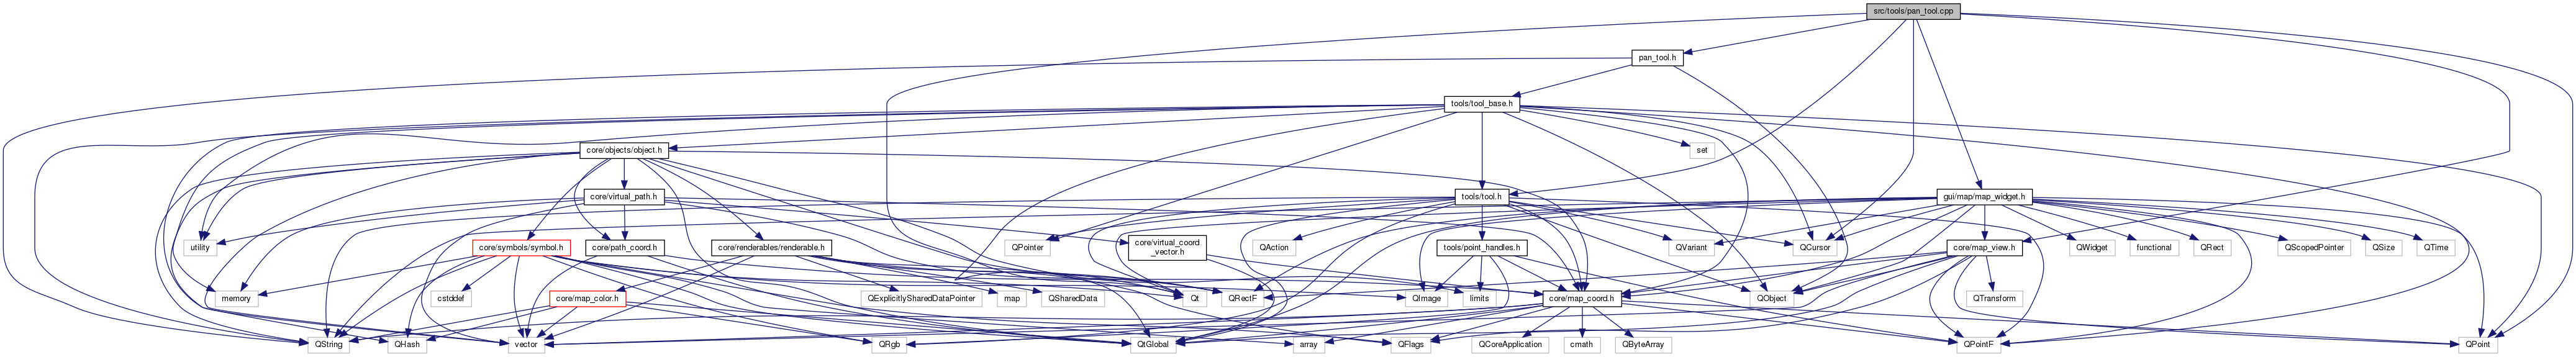 src/tools/pan_tool.cpp
pan_tool.h
tools/tool_base.h
core/objects/object.h
set
core/virtual_path.h
tools/tool.h
gui/map/map_widget.h
utility
core/symbols/symbol.h
core/path_coord.h
core/renderables/renderable.h
core/virtual_coord
_vector.h
QPointer
QAction
tools/point_handles.h
QVariant
QCursor
core/map_view.h
QWidget
functional
QRect
QScopedPointer
QSize
QTime
memory
cstddef
core/map_color.h
QExplicitlySharedDataPointer
map
QSharedData
Qt
QRectF
QImage
limits
core/map_coord.h
QObject
QTransform
QString
QHash
vector
QRgb
QtGlobal
array
QFlags
QCoreApplication
cmath
QByteArray
QPointF
QPoint